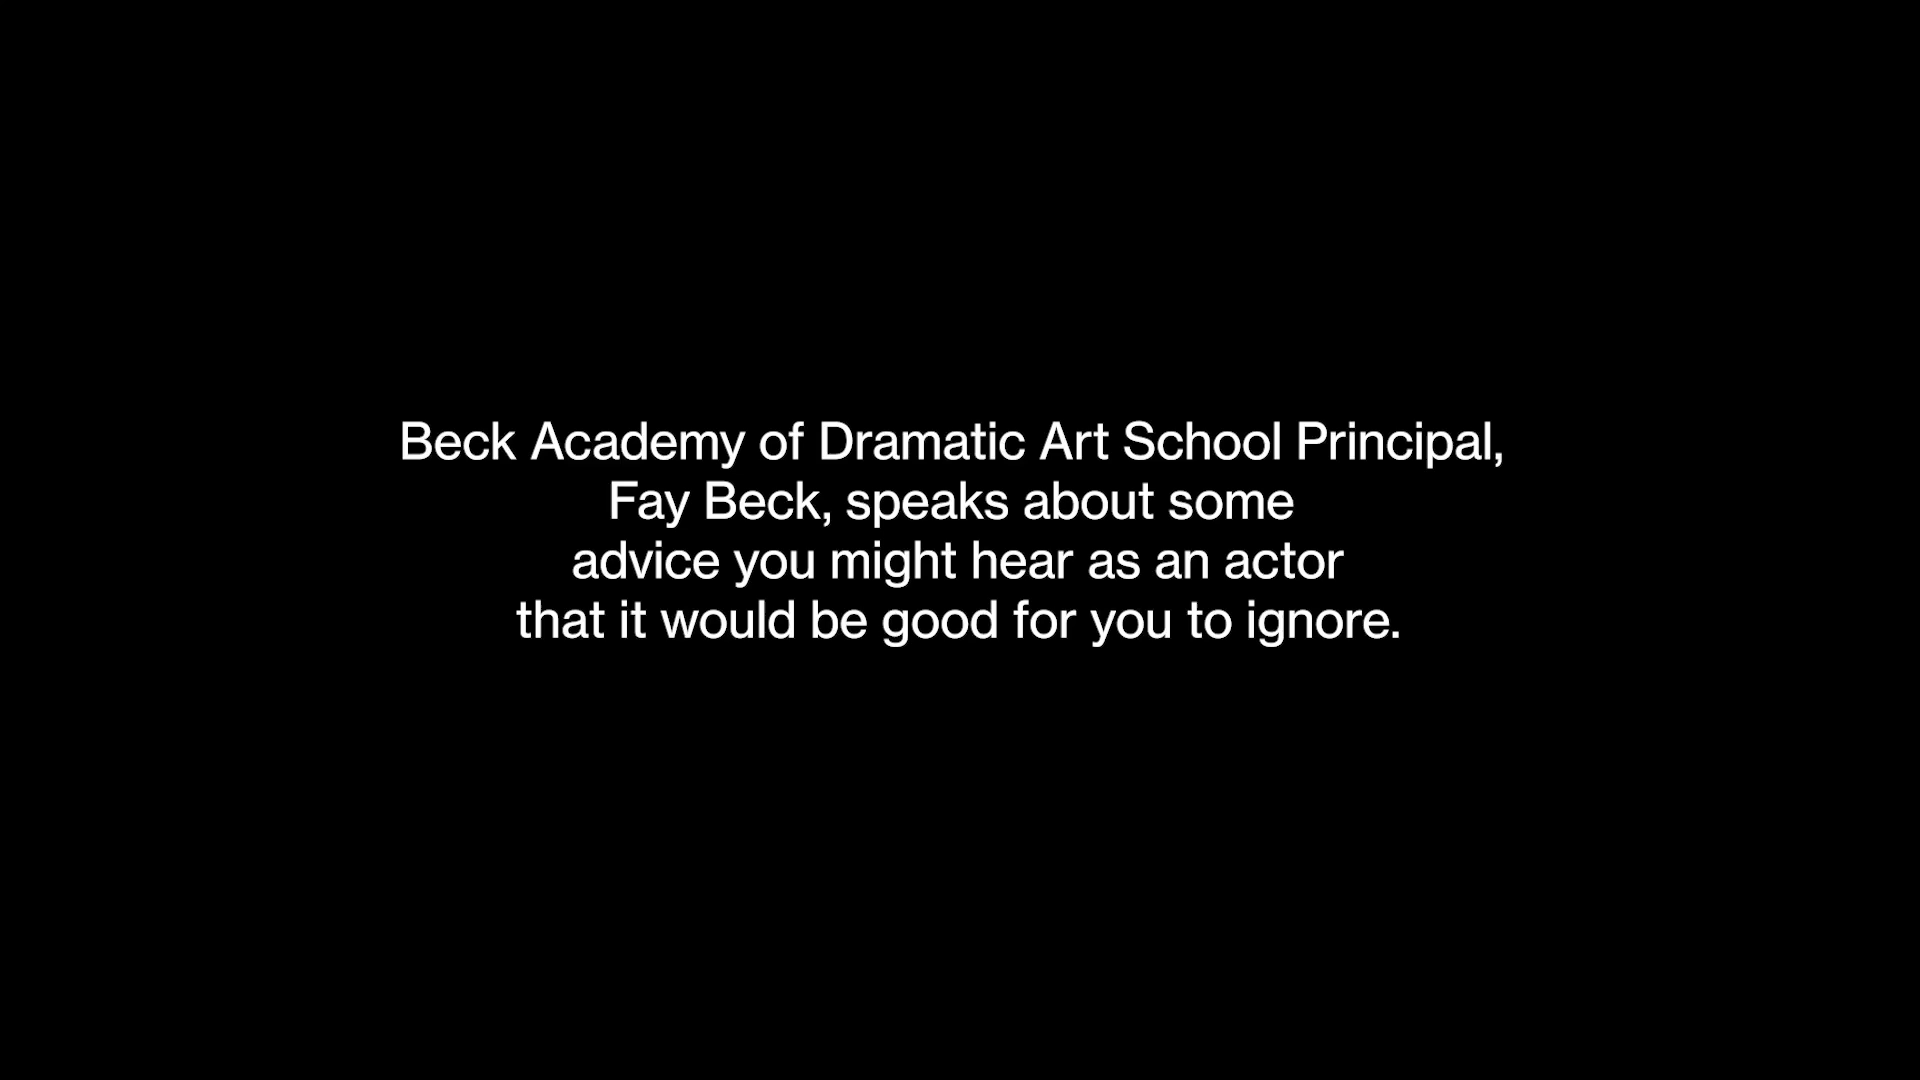 Beck Academy of Dramatic Art School Principal,
Fay Beck, speaks about some
advice you might hear as an actor
that it would be good for you to ignore.